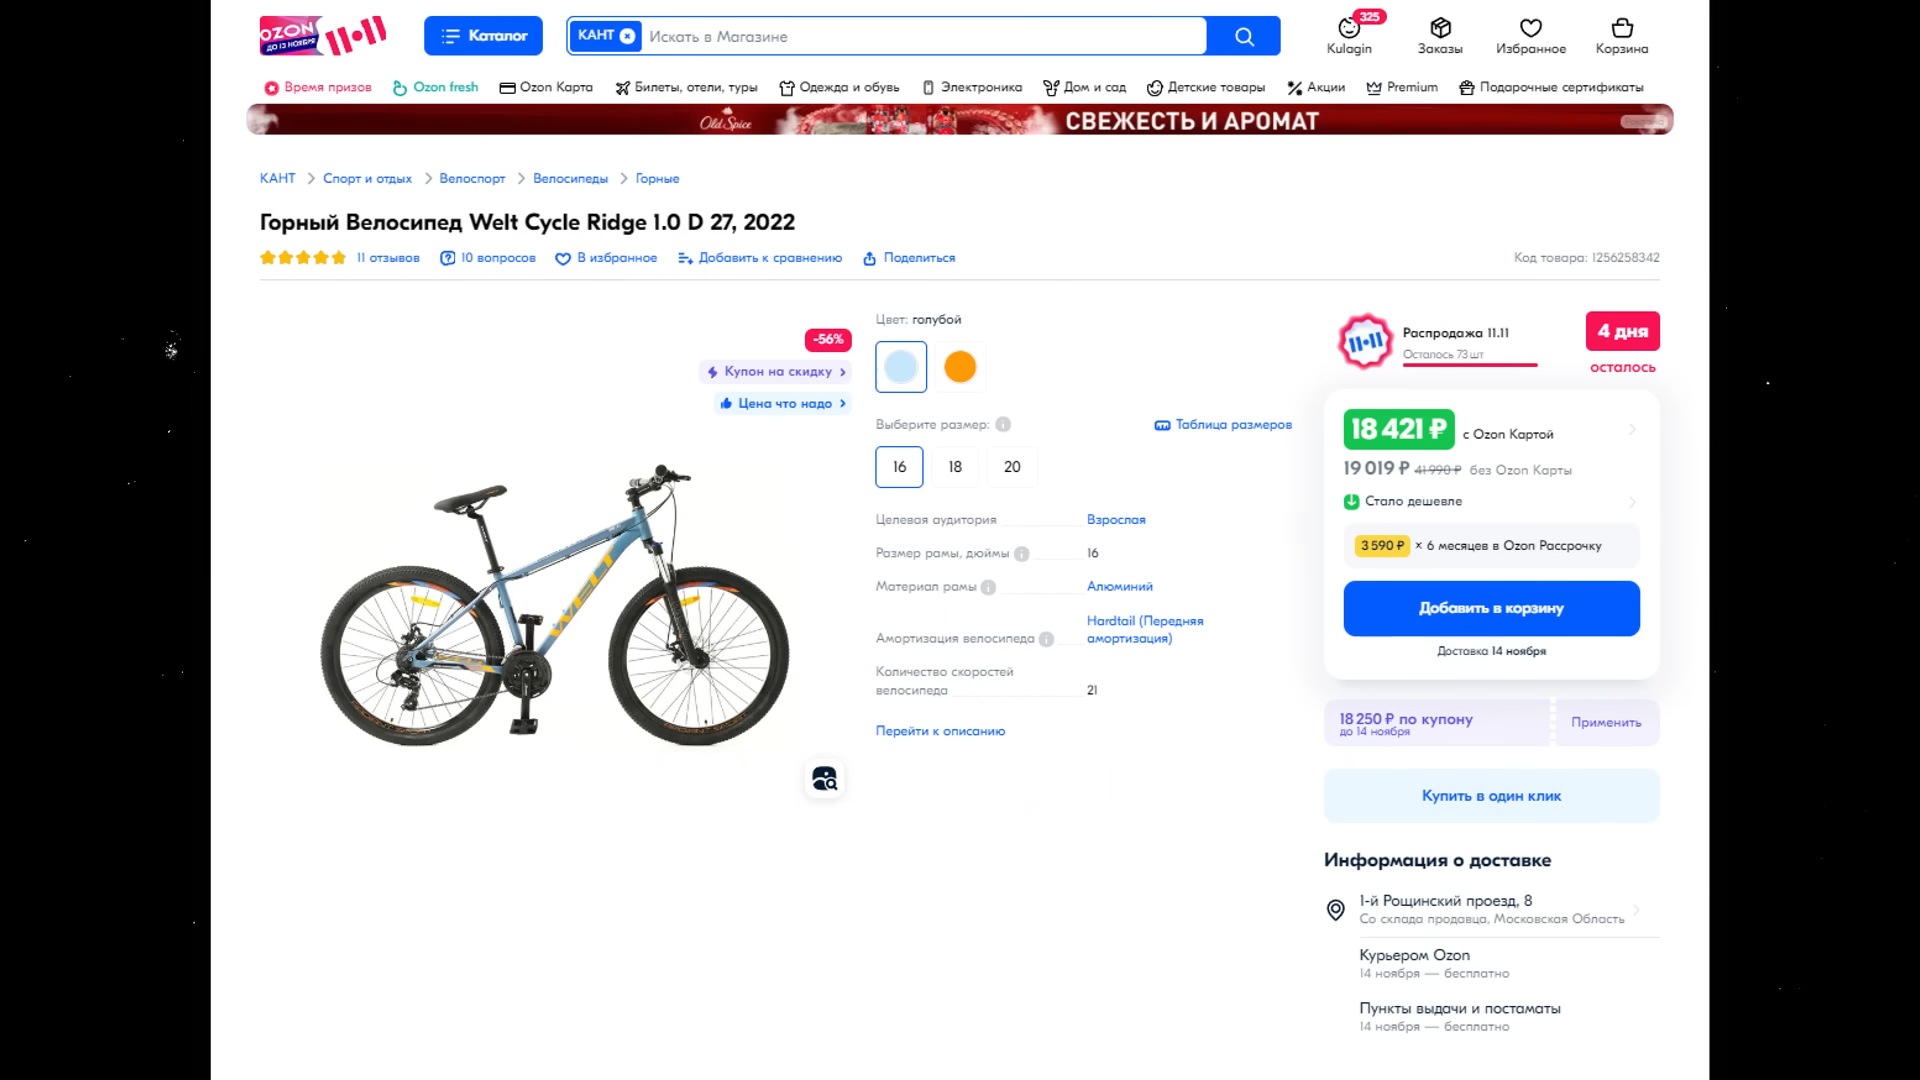 OZON
ДО 13 НОЯБРЯ
11•11
Каталог
КАНТ
Искать в Магазине
325
Kulagin
Заказы
Избранное
Корзина
Время призов
Ozon fresh
Ozon Карта
Билеты, отели, туры
Одежда и обувь
Электроника
Дом и сад
Детские товары
Акции
Premium
Подарочные сертификаты
Old Spice
СВЕЖЕСТЬ И АРОМАТ
КАНТ
Спорт и отдых
Велоспорт
Велосипеды
Горные
Горный Велосипед Welt Cycle Ridge 1.0 D 27, 2022
11 отзывов
10 вопросов
В избранное
Добавить к сравнению
Поделиться
Код товара: 1256258342
-56%
Купон на скидку
Цена что надо
WELT
Цвет: голубой
Выберите размер:
Таблица размеров
16
18
20
Целевая аудитория
Взрослая
Размер рамы, дюймы
16
Материал рамы
Алюминий
Амортизация велосипеда
Hardtail (Передняя
амортизация)
Количество скоростей
велосипеда
21
Перейти к описанию
11•11
Распродажа 11.11
Осталось 73 шт
4 дня
осталось
18 421 ₽
с Ozon Картой
19 019 ₽ 41 990 ₽ без Ozon Карты
Стало дешевле
3 590 ₽ × 6 месяцев в Ozon Рассрочку
Добавить в корзину
Доставка 14 ноября
18 250 ₽ по купону
до 14 ноября
Применить
Купить в один клик
Информация о доставке
1-й Рощинский проезд, 8
Со склада продавца, Московская Область
Курьером Ozon
14 ноября — бесплатно
Пункты выдачи и постаматы
14 ноября — бесплатно